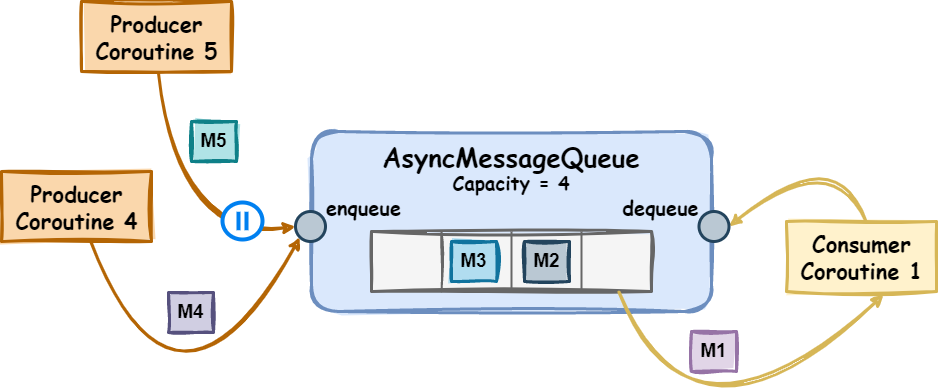 Producer
Coroutine 5
M5
Producer
Coroutine 4
M4
AsyncMessageQueue
Capacity = 4
enqueue
dequeue
M3
M2
Consumer
Coroutine 1
M1